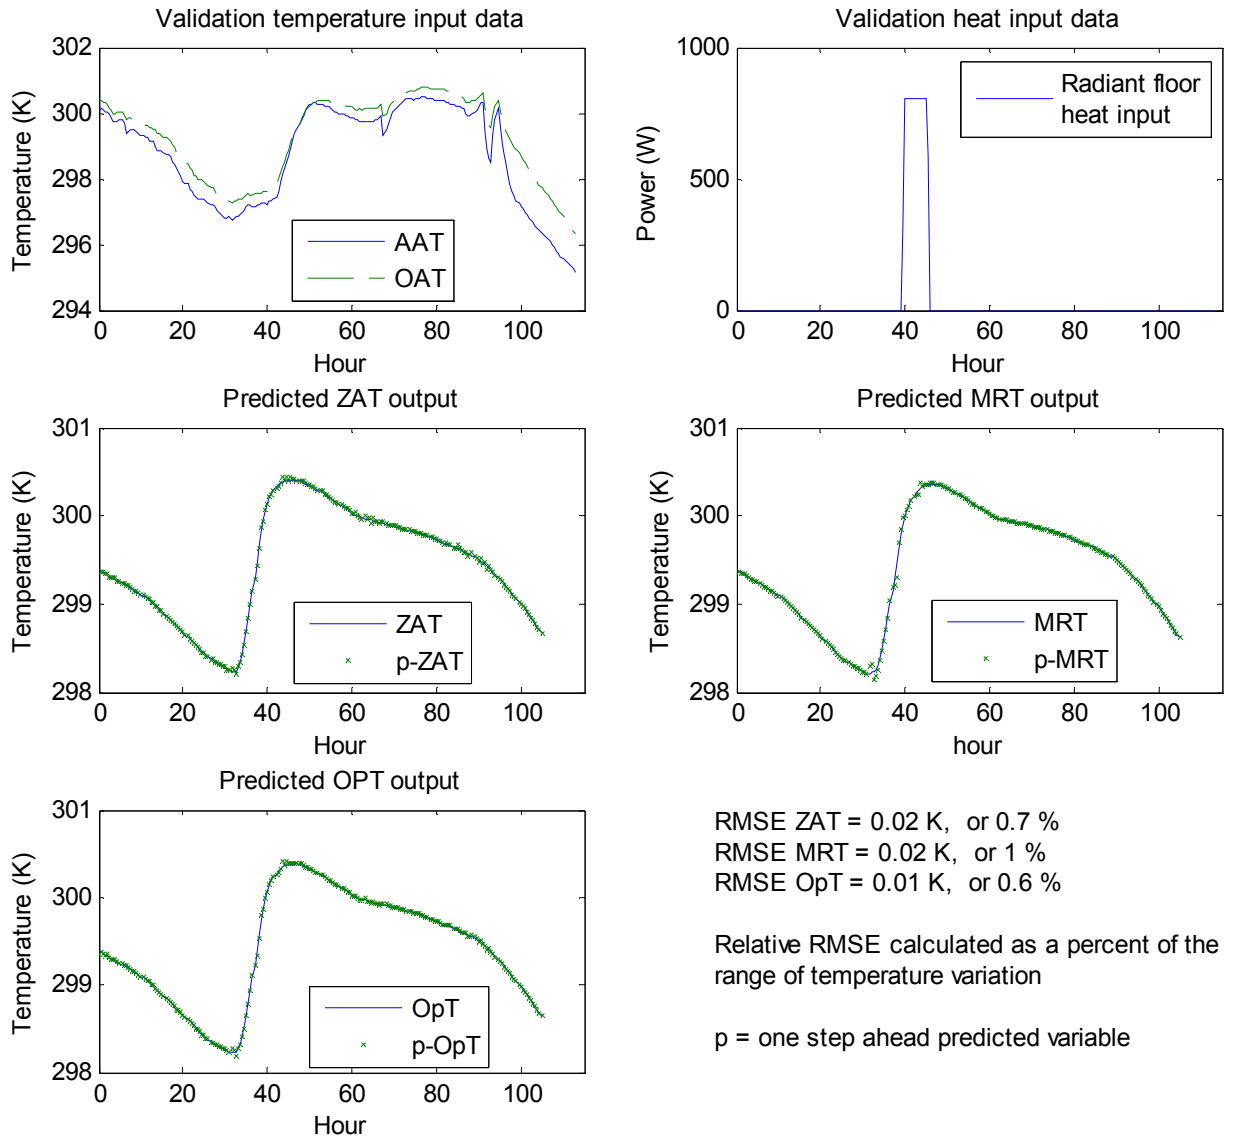 Validation temperature input data
302
300
298
296
294
Temperature (K)
AAT
OAT
0
20
40
60
80
100
Hour
Validation heat input data
1000
500
0
Power (W)
Radiant floor
heat input
0
20
40
60
80
100
Hour
Predicted ZAT output
301
300
299
298
Temperature (K)
ZAT
p-ZAT
0
20
40
60
80
100
Hour
Predicted MRT output
301
300
299
298
Temperature (K)
MRT
p-MRT
0
20
40
60
80
100
hour
Predicted OPT output
301
300
299
298
Temperature (K)
OpT
p-OpT
0
20
40
60
80
100
Hour
RMSE ZAT = 0.02 K, or 0.7 %
RMSE MRT = 0.02 K, or 1 %
RMSE OpT = 0.01 K, or 0.6 %
Relative RMSE calculated as a percent of the
range of temperature variation
p = one step ahead predicted variable